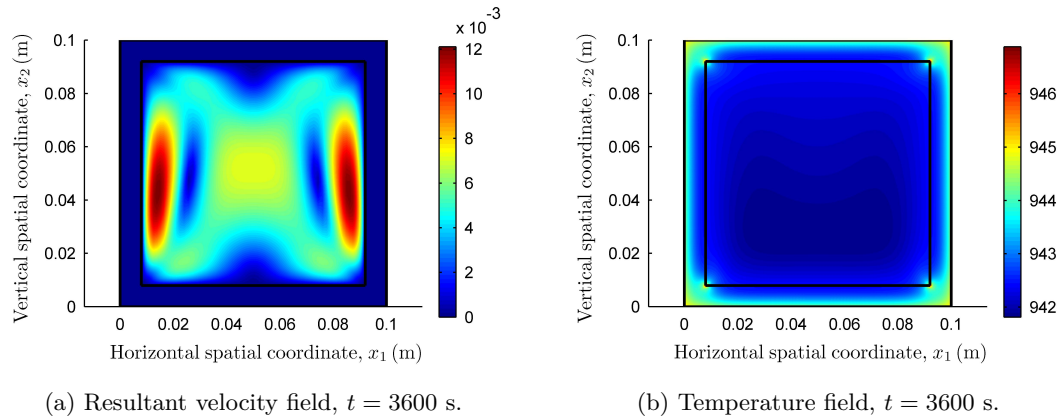 x 10⁻³
0.1
0.08
0.06
0.04
0.02
0
Vertical spatial coordinate, x₂ (m)
0 0.02 0.04 0.06 0.08 0.1
Horizontal spatial coordinate, x₁ (m)
12
10
8
6
4
2
0
(a) Resultant velocity field, t = 3600 s.
0.1
0.08
0.06
0.04
0.02
0
Vertical spatial coordinate, x₂ (m)
0 0.02 0.04 0.06 0.08 0.1
Horizontal spatial coordinate, x₁ (m)
946
945
944
943
942
(b) Temperature field, t = 3600 s.